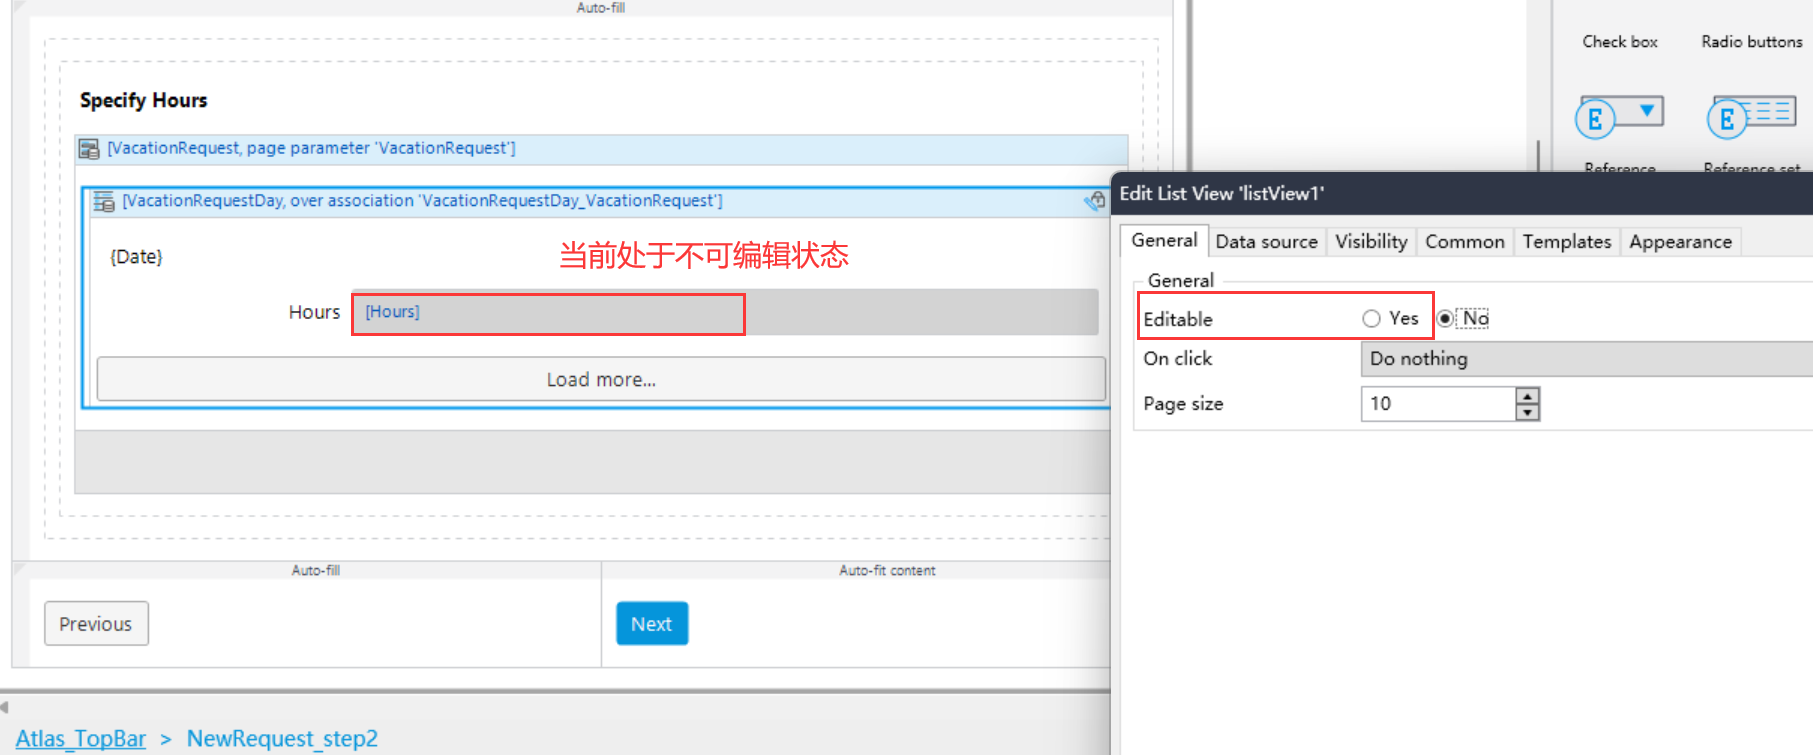 Auto-fill
Check box
Radio buttons
Specify Hours
[VacationRequest, page parameter 'VacationRequest']
E
E
Reference
Reference set
[VacationRequestDay, over association 'VacationRequestDay_VacationRequest']
{Date}
当前处于不可编辑状态
Hours
[Hours]
Load more...
Edit List View 'listView1'
General
Data source
Visibility
Common
Templates
Appearance
General
Editable
Yes
No
On click
Do nothing
Page size
10
Auto-fill
Auto-fit content
Previous
Next
Atlas_TopBar > NewRequest_step2